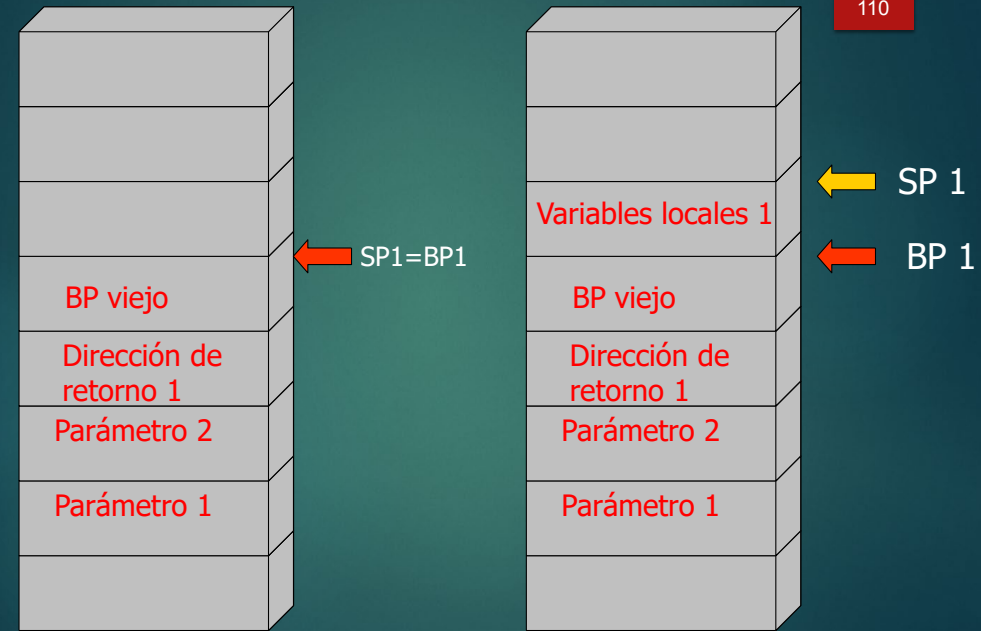 110
SP1=BP1
BP viejo
Dirección de
retorno 1
Parámetro 2
Parámetro 1
SP 1
Variables locales 1
BP 1
BP viejo
Dirección de
retorno 1
Parámetro 2
Parámetro 1